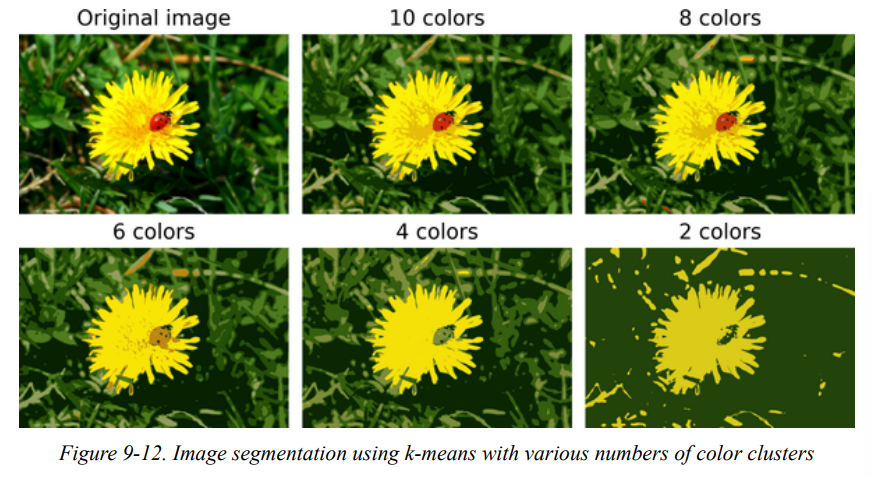 Original image
10 colors
8 colors
6 colors
4 colors
2 colors
Figure 9-12. Image segmentation using k-means with various numbers of color clusters